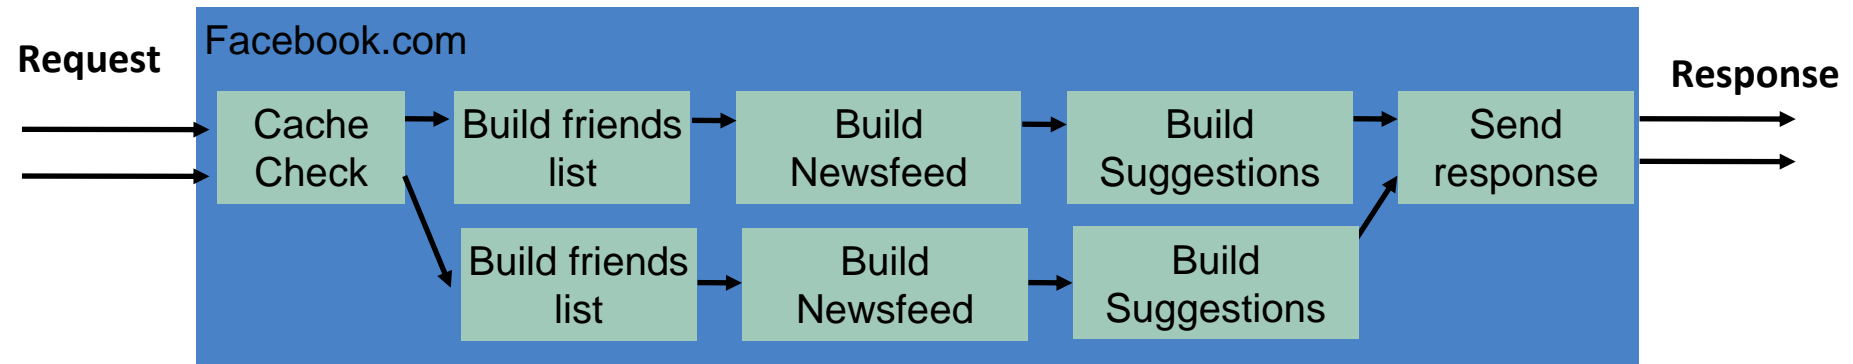 Facebook.com
Request
Response
Cache
Check
Build friends
list
Build
Newsfeed
Build
Suggestions
Send
response
Build friends
list
Build
Newsfeed
Build
Suggestions